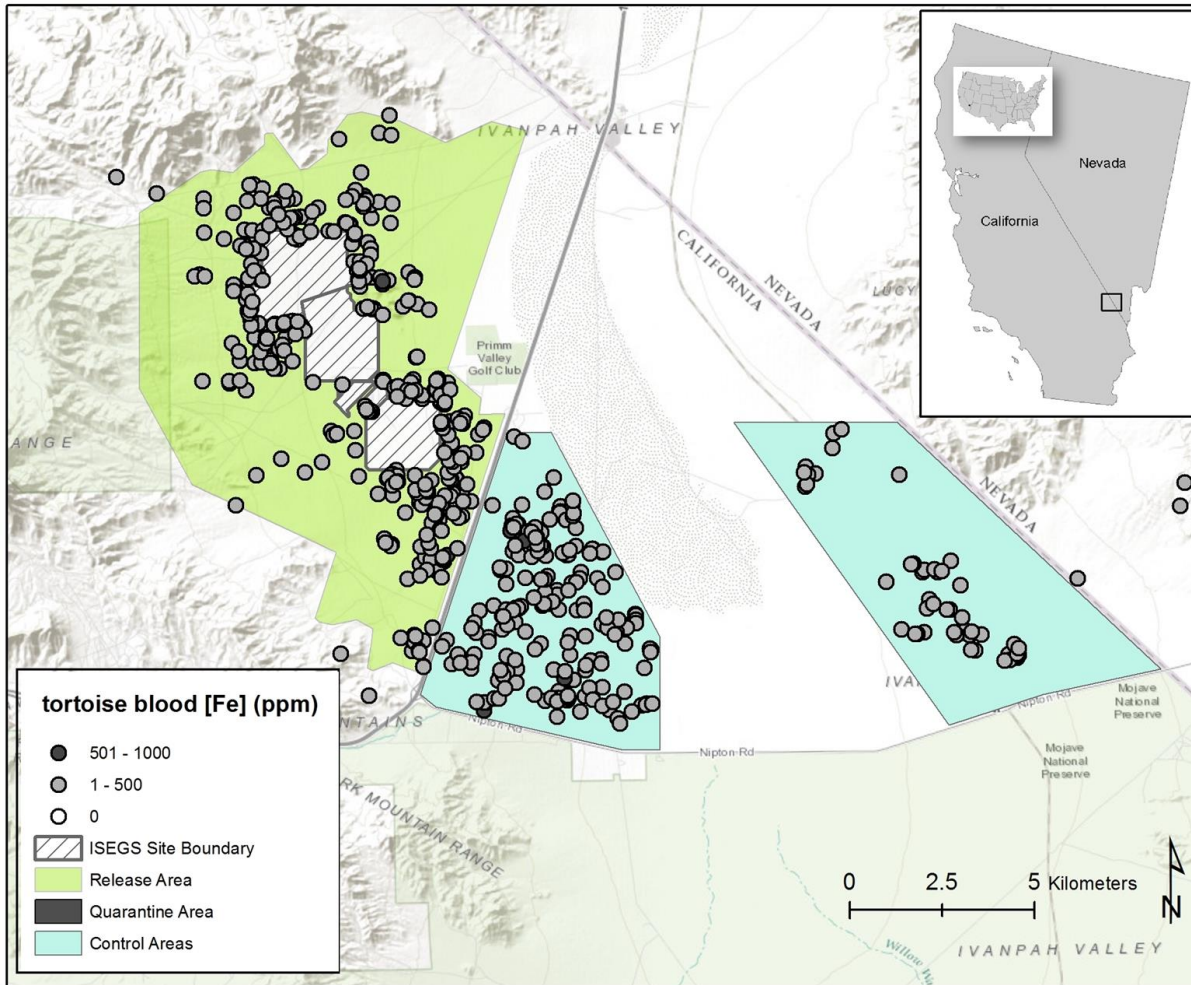 IVANPAH VALLEY
Nevada
California
CALIFORNIA
NEVADA
LUCY
Primm
Valley
Golf Club
ANGE
NEVADA
tortoise blood [Fe] (ppm)
501 - 1000
1 - 500
0
ISEGS Site Boundary
Release Area
Quarantine Area
Control Areas
NTAINS
Nipton Rd
Nipton Rd
Nipton Rd
IVA
Mojave
National
Preserve
Mojave
National
Preserve
RK MOUNTAIN RANGE
0 2.5 5 Kilometers
N
Willow Wa
IVANPAH VALLEY